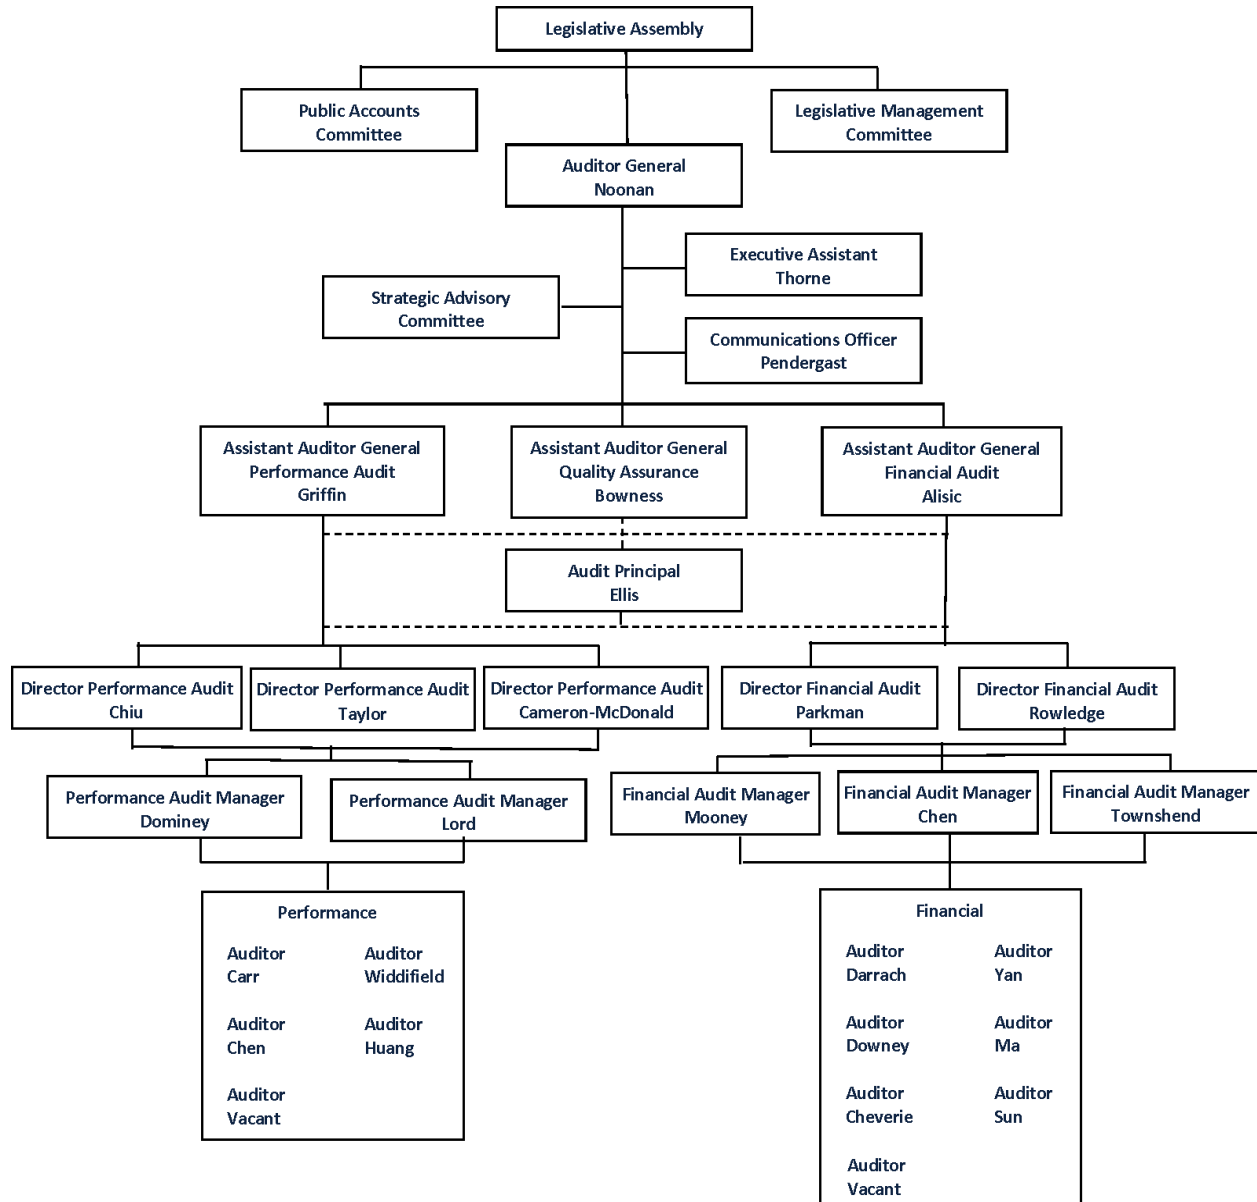 Legislative Assembly
Public Accounts
Committee
Legislative Management
Committee
Auditor General
Noonan
Executive Assistant
Thorne
Strategic Advisory
Committee
Communications Officer
Pendergast
Assistant Auditor General
Performance Audit
Griffin
Assistant Auditor General
Quality Assurance
Bowness
Assistant Auditor General
Financial Audit
Alisic
Audit Principal
Ellis
Director Performance Audit
Chiu
Director Performance Audit
Taylor
Director Performance Audit
Cameron-McDonald
Director Financial Audit
Parkman
Director Financial Audit
Rowledge
Performance Audit Manager
Dominey
Performance Audit Manager
Lord
Financial Audit Manager
Mooney
Financial Audit Manager
Chen
Financial Audit Manager
Townshend
Performance
Auditor
Carr
Auditor
Widdifield
Auditor
Chen
Auditor
Huang
Auditor
Vacant
Financial
Auditor
Darrach
Auditor
Yan
Auditor
Downey
Auditor
Ma
Auditor
Cheverie
Auditor
Sun
Auditor
Vacant